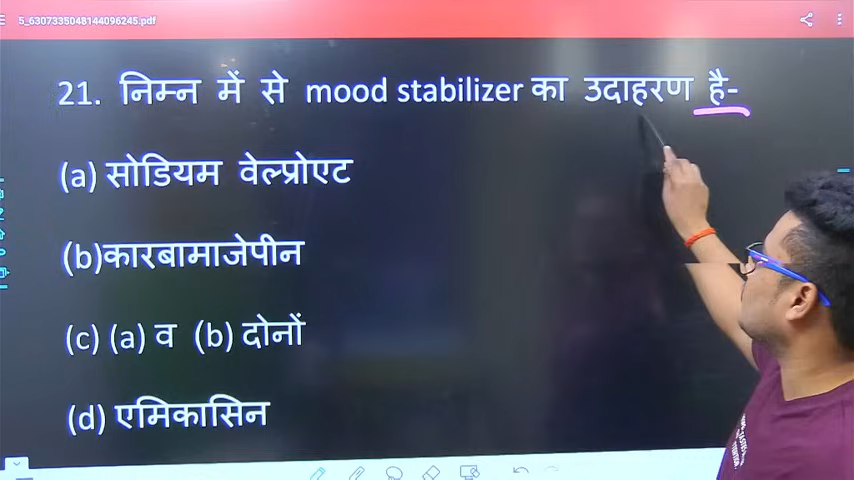 5_6307335048144096245.pdf
21. निम्न में से mood stabilizer का उदाहरण है-
(a) सोडियम वेल्प्रोएट
(b)कारबामाजेपीन
(c) (a) व (b) दोनों
(d) एमिकासिन